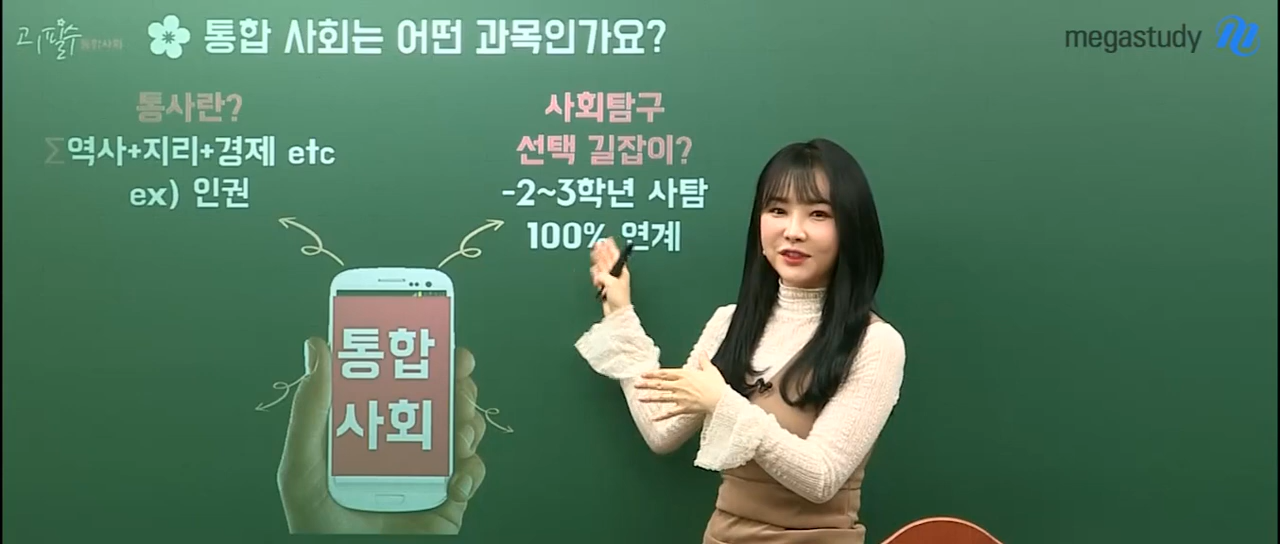 고1 필수 통합사회
통합 사회는 어떤 과목인가요?
megastudy
통사란?
∑역사+지리+경제 etc
ex) 인권
사회탐구
선택 길잡이?
-2~3학년 사탐
100% 연계
통합
사회